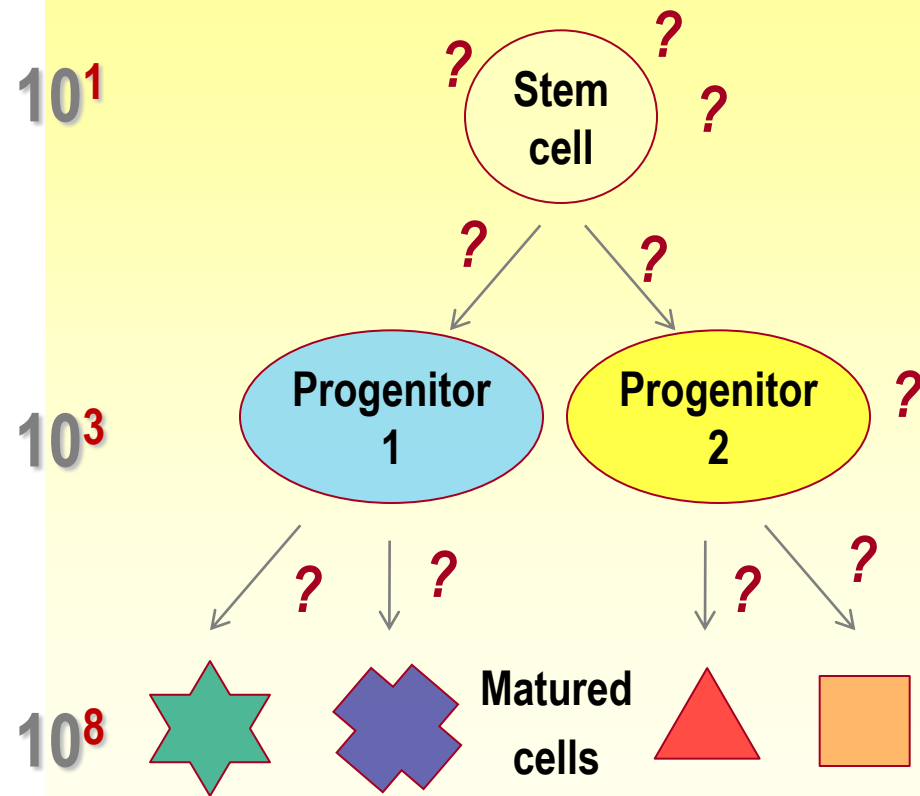 ?
?
10¹
Stem
cell
?
?
?
Progenitor
1
Progenitor
2
?
10³
?
?
?
?
Matured
cells
10⁸